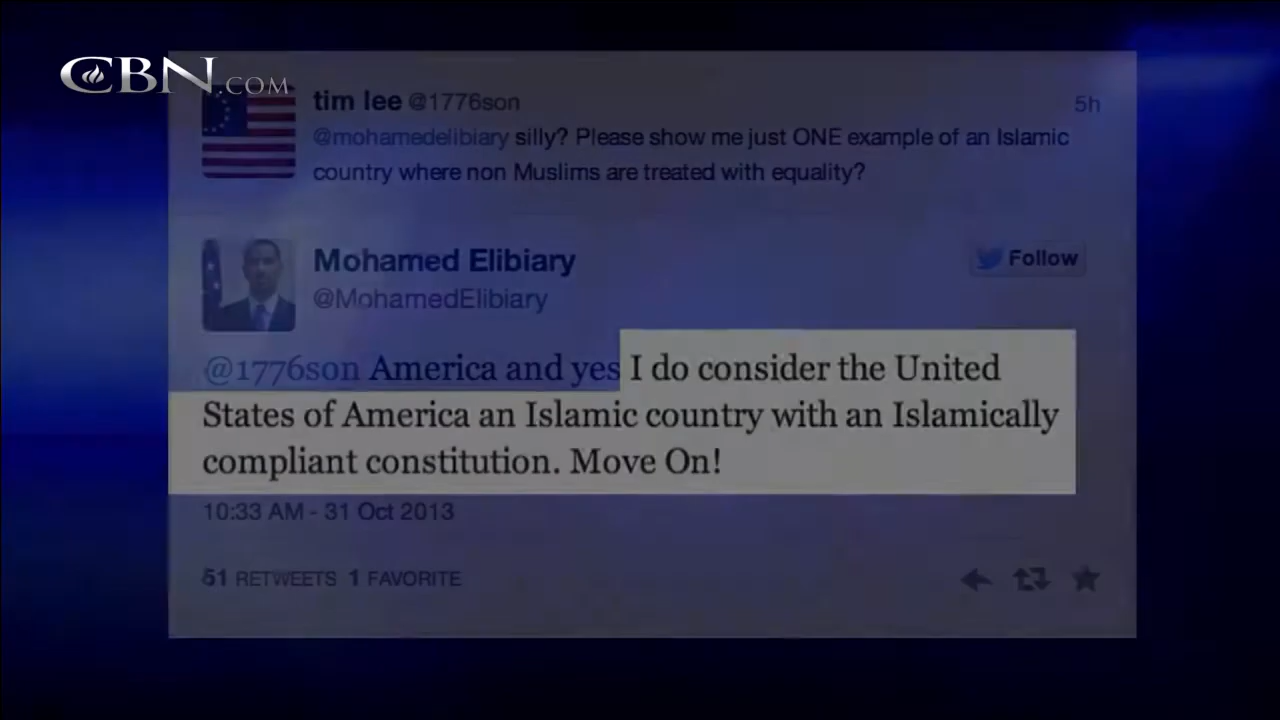 CBN.COM
tim lee @1776son 5h
@mohamedelibiary silly? Please show me just ONE example of an Islamic
country where non Muslims are treated with equality?
Mohamed Elibiary
Follow
@MohamedElibiary
@1776son America and yes I do consider the United
States of America an Islamic country with an Islamically
compliant constitution. Move On!
10:33 AM - 31 Oct 2013
51 RETWEETS 1 FAVORITE